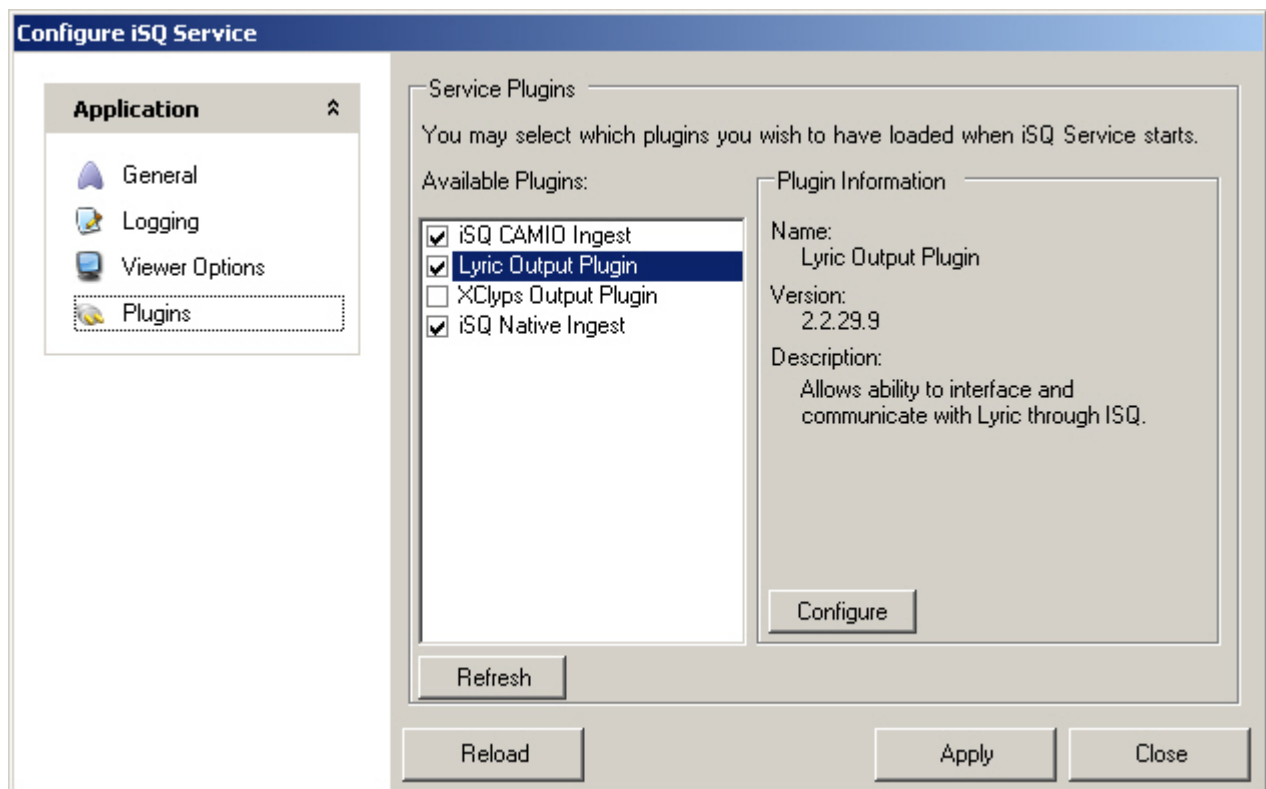 Configure iSQ Service
Application
General
Logging
Viewer Options
Plugins
Service Plugins
You may select which plugins you wish to have loaded when iSQ Service starts.
Available Plugins:
iSQ CAMIO Ingest
Lyric Output Plugin
XClyps Output Plugin
iSQ Native Ingest
Refresh
Plugin Information
Name:
Lyric Output Plugin
Version:
2.2.29.9
Description:
Allows ability to interface and
communicate with Lyric through ISQ.
Configure
Reload
Apply
Close